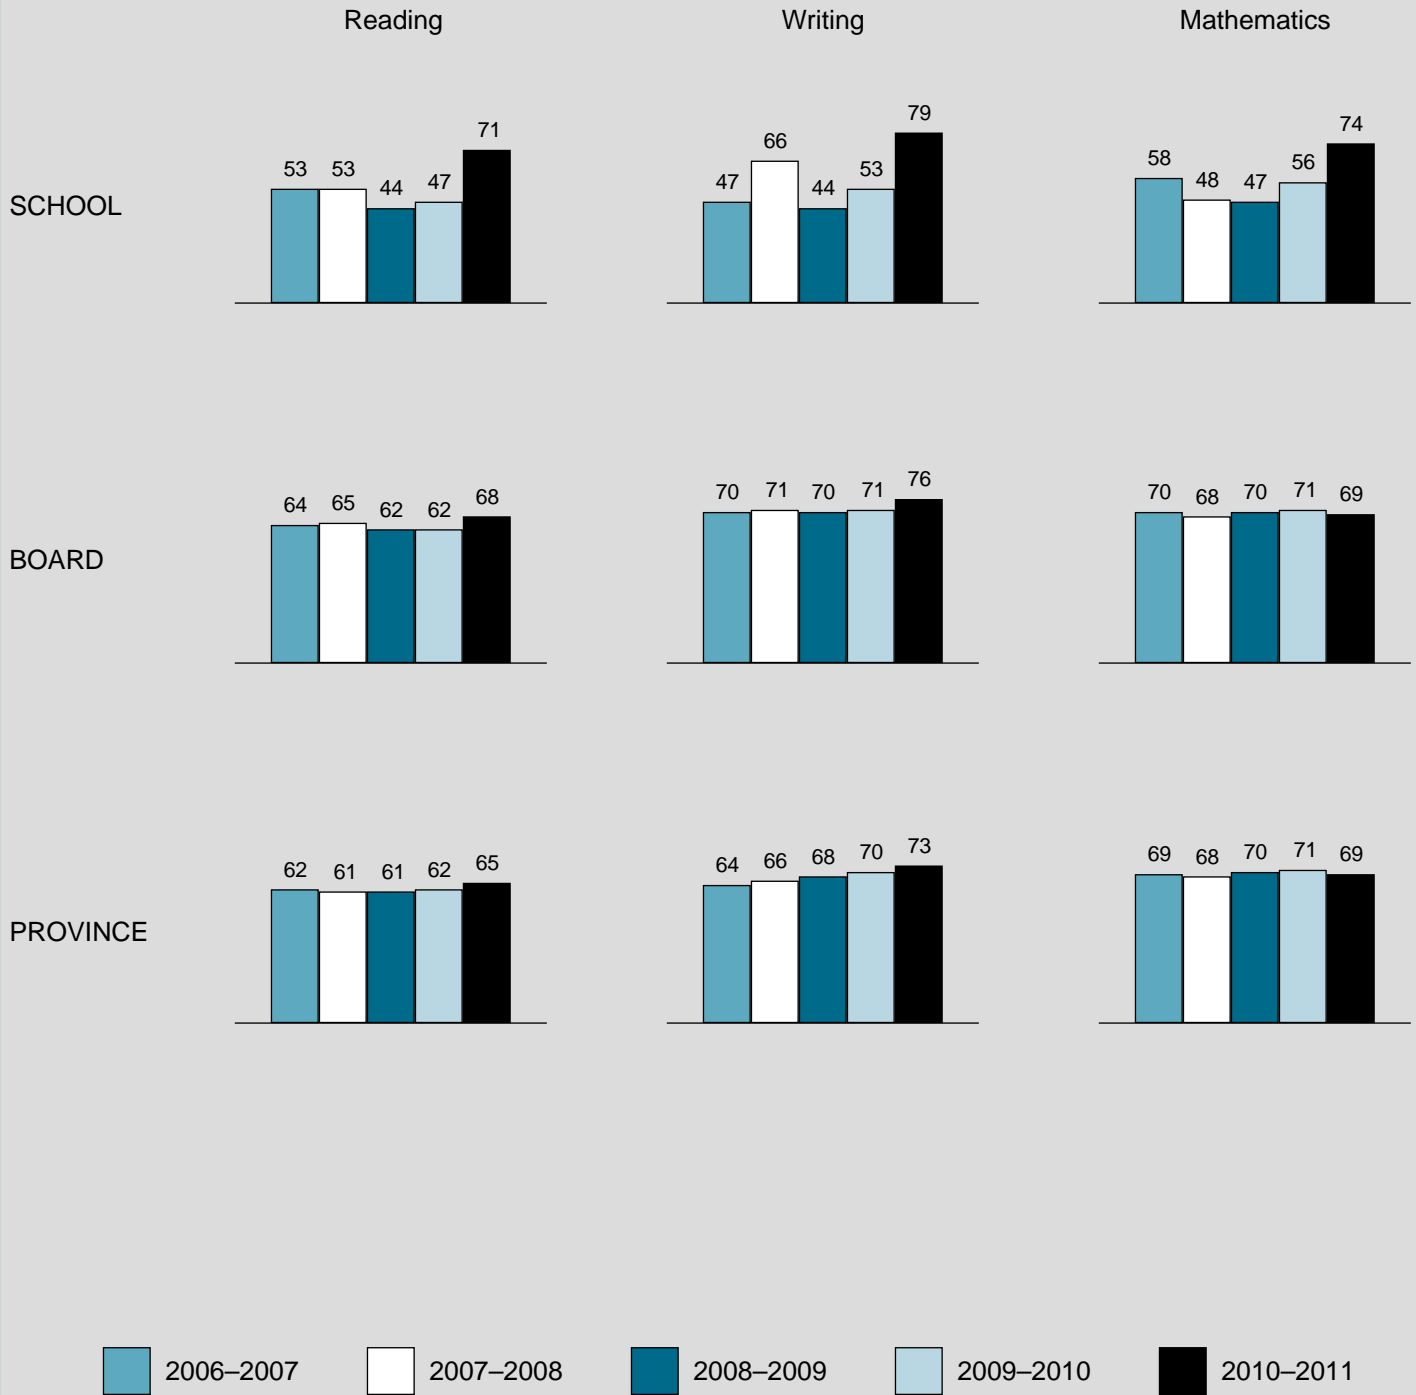 Reading Writing Mathematics
SCHOOL
53 53 44 47 71
47 66 44 53 79
58 48 47 56 74
BOARD
64 65 62 62 68
70 71 70 71 76
70 68 70 71 69
PROVINCE
62 61 61 62 65
64 66 68 70 73
69 68 70 71 69
2006–2007 2007–2008 2008–2009 2009–2010 2010–2011